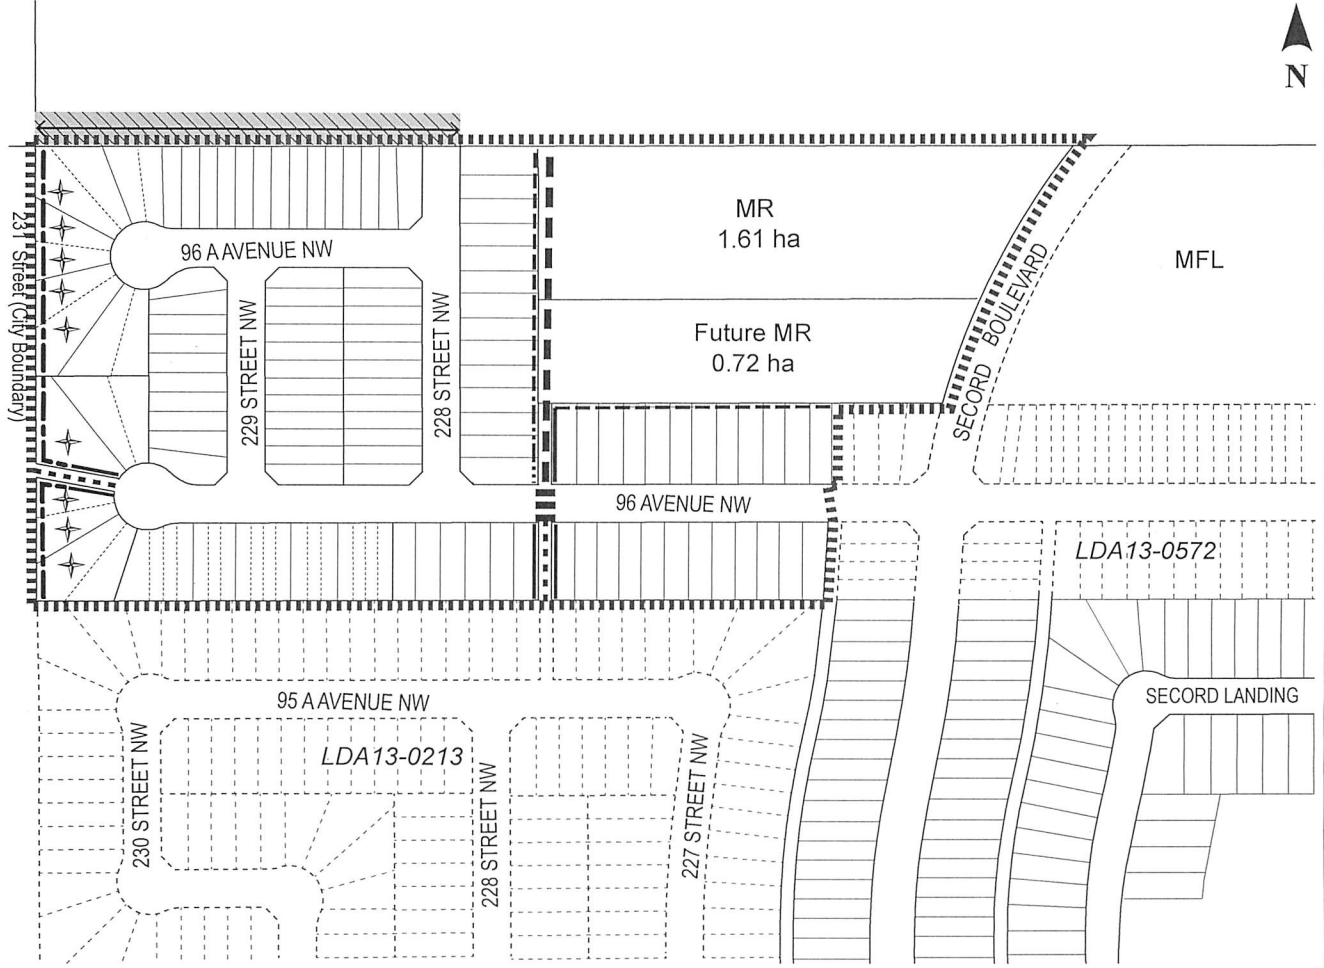 N
MR
1.61 ha
96 A AVENUE NW
MFL
231 Street (City Boundary)
SECORD BOULEVARD
Future MR
0.72 ha
229 STREET NW
228 STREET NW
96 AVENUE NW
LDA13-0572
95 A AVENUE NW
SECORD LANDING
LDA13-0213
230 STREET NW
228 STREET NW
227 STREET NW